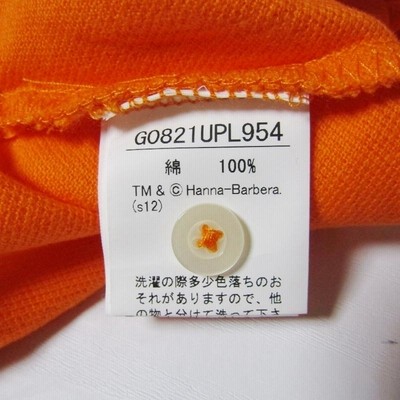 G0821UPL954
綿 100%
TM & © Hanna-Barbera.
(s12)
洗濯の際多少色落ちのお
それがありますので、他
の物と分けて洗って下さ